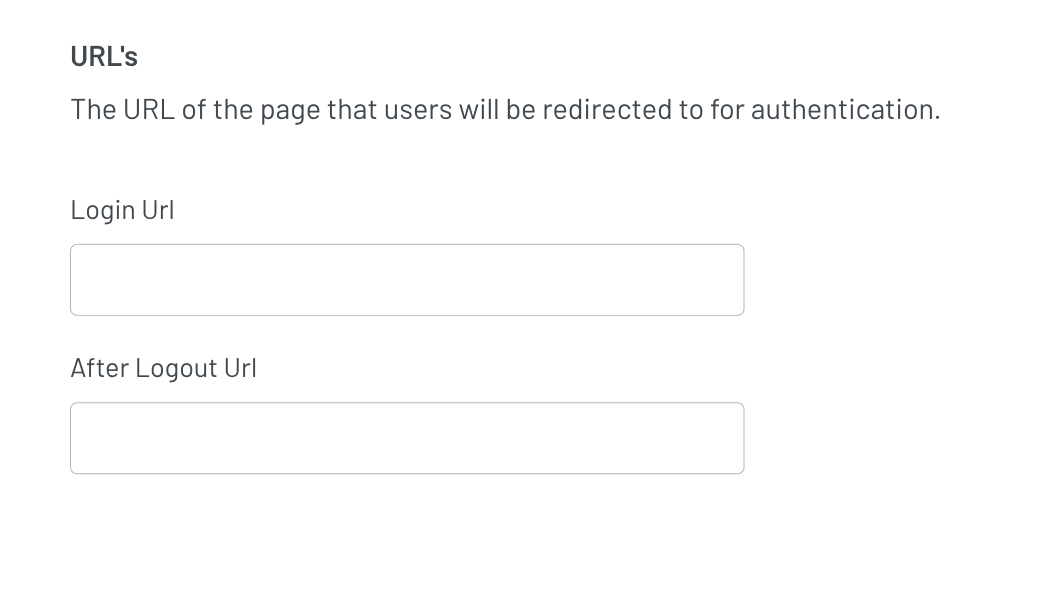 URL's
The URL of the page that users will be redirected to for authentication.
Login Url
After Logout Url